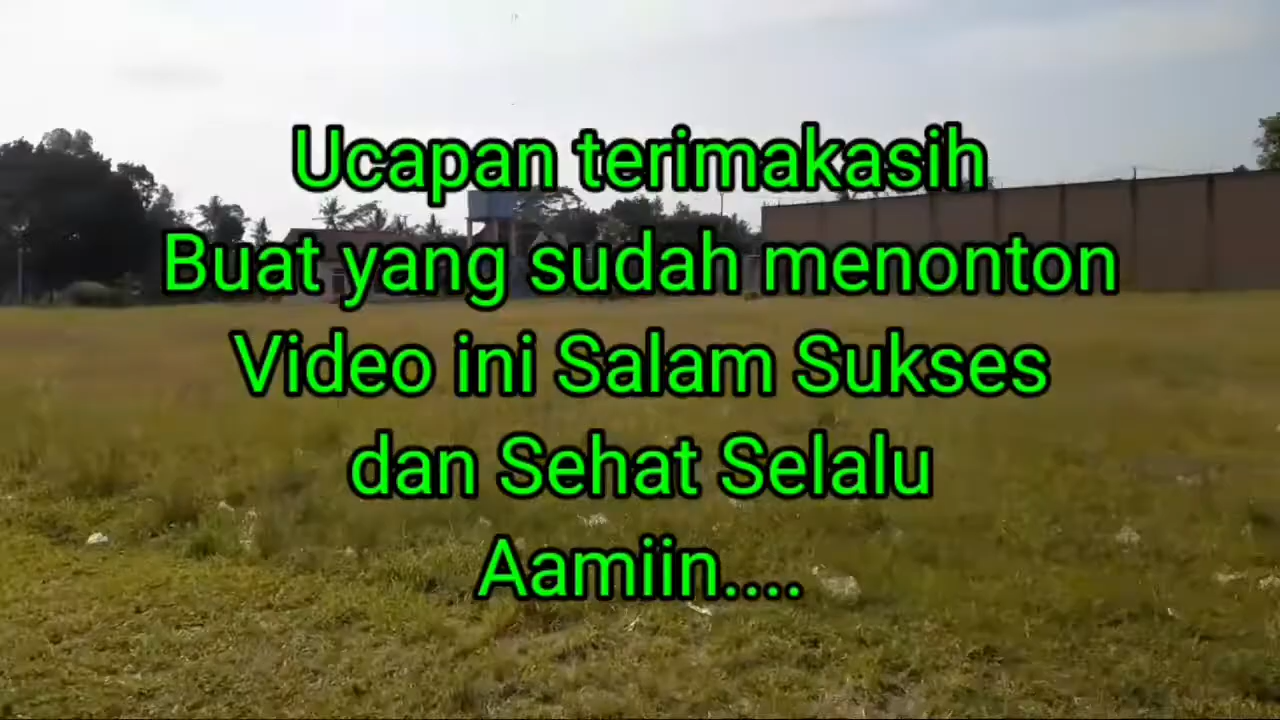 Ucapan terimakasih
Buat yang sudah menonton
Video ini Salam Sukses
dan Sehat Selalu
Aamiin....